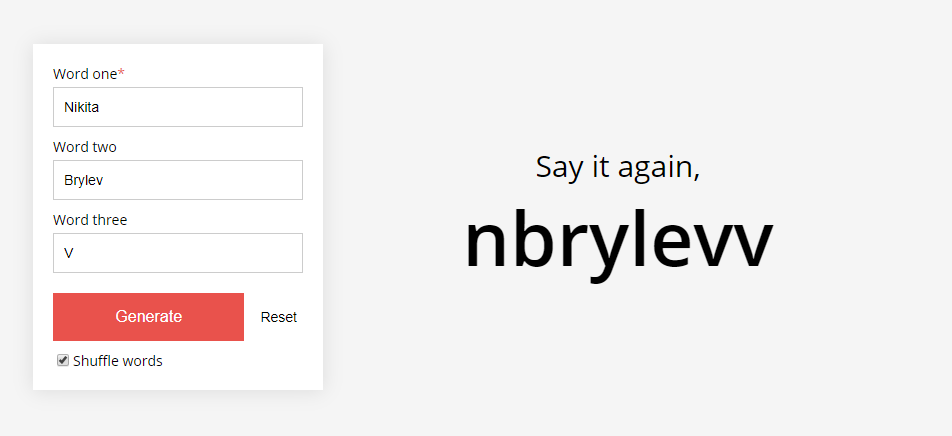 Word one*
Nikita
Word two
Brylev
Word three
V
Generate
Reset
Shuffle words
Say it again,
nbrylevv